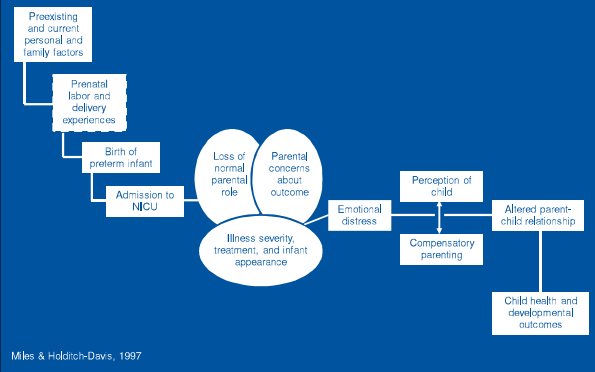 Preexisting
and current
personal and
family factors
Prenatal
labor and
delivery
experiences
Birth of
preterm infant
Admission to
NICU
Loss of
normal
parental
role
Parental
concerns
about
outcome
Illness severity,
treatment, and infant
appearance
Emotional
distress
Perception of
child
Compensatory
parenting
Altered parent-
child relationship
Child health and
developmental
outcomes
Miles & Holditch-Davis, 1997